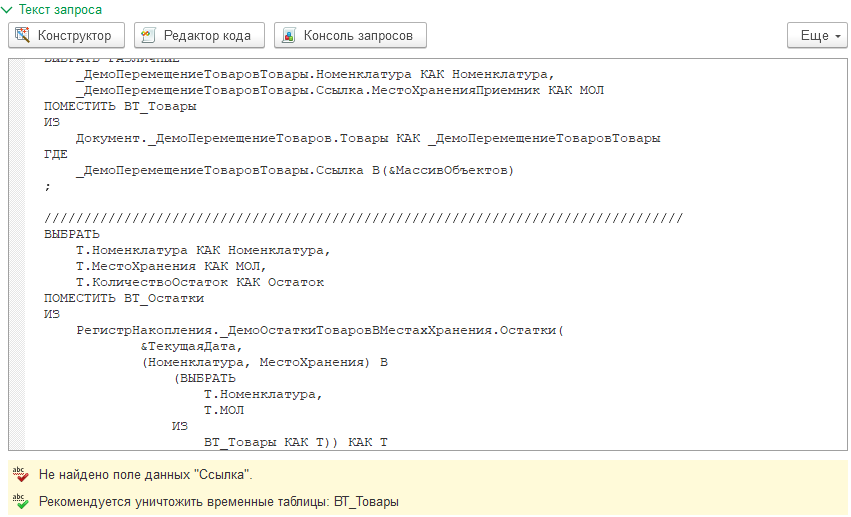 Текст запроса
Конструктор Редактор кода Консоль запросов Еще
ВЫБРАТЬ РАЗЛИЧНЫЕ
_ДемоПеремещениеТоваровТовары.Номенклатура КАК Номенклатура,
_ДемоПеремещениеТоваровТовары.Ссылка.МестоХраненияПриемник КАК МОЛ
ПОМЕСТИТЬ ВТ_Товары
ИЗ
Документ._ДемоПеремещениеТоваров.Товары КАК _ДемоПеремещениеТоваровТовары
ГДЕ
_ДемоПеремещениеТоваровТовары.Ссылка В(&МассивОбъектов)
;
////////////////////////////////////////////////////////////////////////////////
ВЫБРАТЬ
Т.Номенклатура КАК Номенклатура,
Т.МестоХранения КАК МОЛ,
Т.КоличествоОстаток КАК Остаток
ПОМЕСТИТЬ ВТ_Остатки
ИЗ
РегистрНакопления._ДемоОстаткиТоваровВМестахХранения.Остатки(
&ТекущаяДата,
(Номенклатура, МестоХранения) В
(ВЫБРАТЬ
Т.Номенклатура,
Т.МОЛ
ИЗ
ВТ_Товары КАК Т)) КАК Т
Не найдено поле данных "Ссылка".
Рекомендуется уничтожить временные таблицы: ВТ_Товары